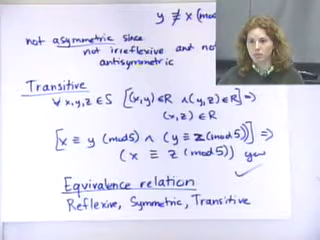 y ≢ x (mod
not asymmetric since
not irreflexive and not
antisymmetric
Transitive
∀ x,y,z ∈ S [(x,y) ∈ R ∧ (y,z) ∈ R] ⇒
(x,z) ∈ R
[x ≡ y (mod 5) ∧ (y ≡ z (mod 5))] ⇒
(x ≡ z (mod 5)) yes
Equivalence relation
Reflexive, Symmetric, Transitive